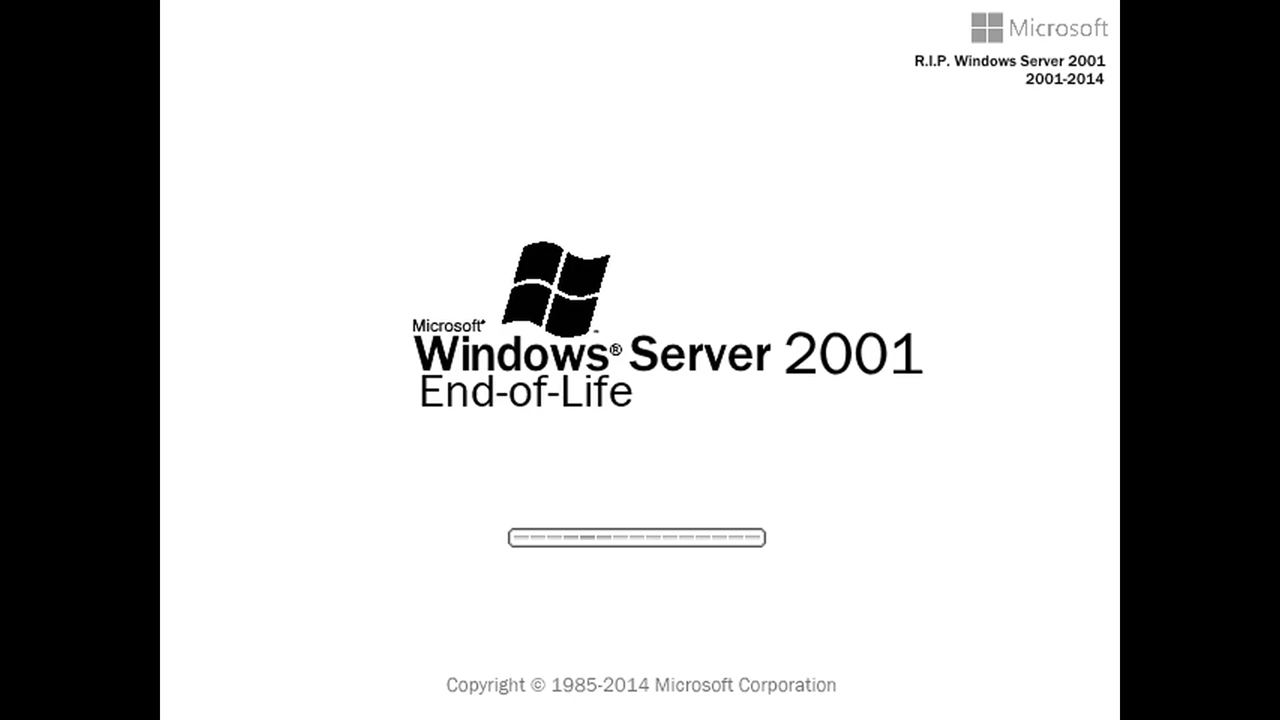 Microsoft
R.I.P. Windows Server 2001
2001-2014
Microsoft
Windows® Server 2001
End-of-Life
Copyright © 1985-2014 Microsoft Corporation